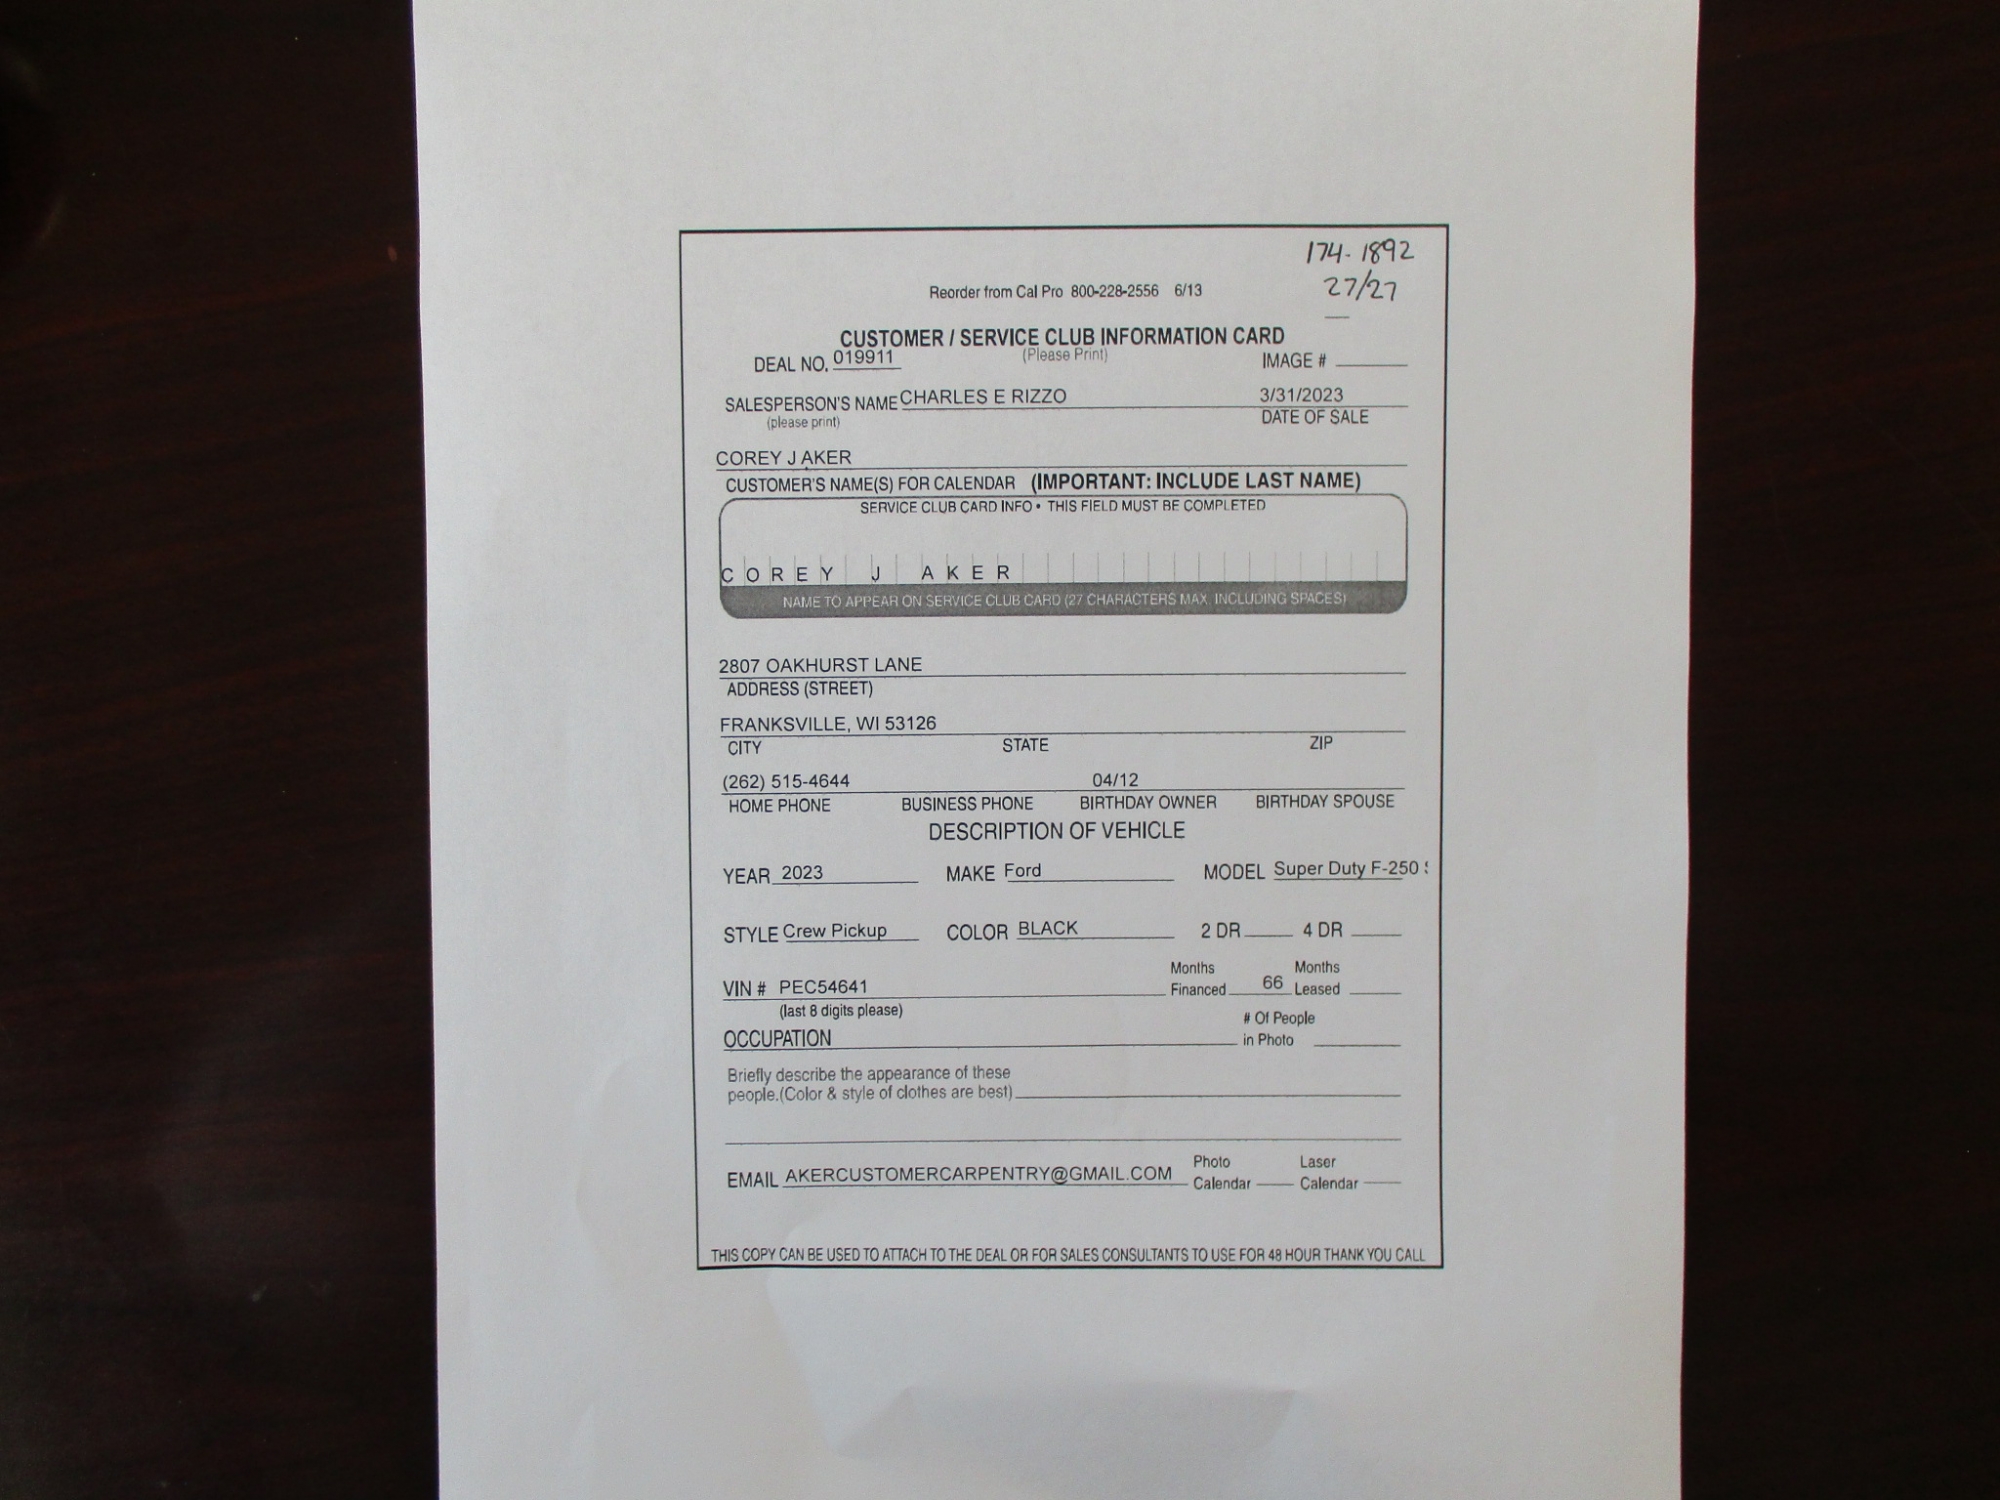 174-1892
27/27
Reorder from Cal Pro 800-228-2556 6/13
CUSTOMER / SERVICE CLUB INFORMATION CARD
(Please Print)
DEAL NO. 019911 IMAGE #
SALESPERSON'S NAME CHARLES E RIZZO 3/31/2023
(please print) DATE OF SALE
COREY J AKER
CUSTOMER'S NAME(S) FOR CALENDAR (IMPORTANT: INCLUDE LAST NAME)
SERVICE CLUB CARD INFO • THIS FIELD MUST BE COMPLETED
COREY J AKER
NAME TO APPEAR ON SERVICE CLUB CARD (27 CHARACTERS MAX. INCLUDING SPACES)
2807 OAKHURST LANE
ADDRESS (STREET)
FRANKSVILLE, WI 53126
CITY STATE ZIP
(262) 515-4644 04/12
HOME PHONE BUSINESS PHONE BIRTHDAY OWNER BIRTHDAY SPOUSE
DESCRIPTION OF VEHICLE
YEAR 2023 MAKE Ford MODEL Super Duty F-250
STYLE Crew Pickup COLOR BLACK 2 DR 4 DR
VIN # PEC54641 Months Financed 66 Months Leased
(last 8 digits please)
OCCUPATION # Of People in Photo
Briefly describe the appearance of these
people.(Color & style of clothes are best)
EMAIL AKERCUSTOMERCARPENTRY@GMAIL.COM Photo Calendar Laser Calendar
THIS COPY CAN BE USED TO ATTACH TO THE DEAL OR FOR SALES CONSULTANTS TO USE FOR 48 HOUR THANK YOU CALL